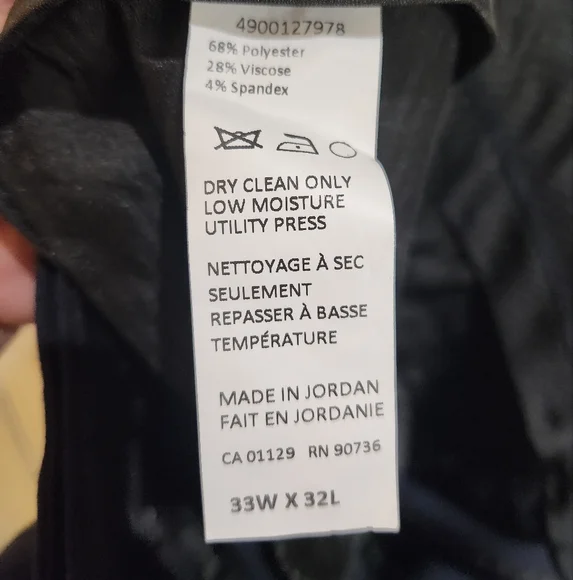 4900127978
68% Polyester
28% Viscose
4% Spandex
DRY CLEAN ONLY
LOW MOISTURE
UTILITY PRESS
NETTOYAGE À SEC
SEULEMENT
REPASSER À BASSE
TEMPÉRATURE
MADE IN JORDAN
FAIT EN JORDANIE
CA 01129 RN 90736
33W X 32L